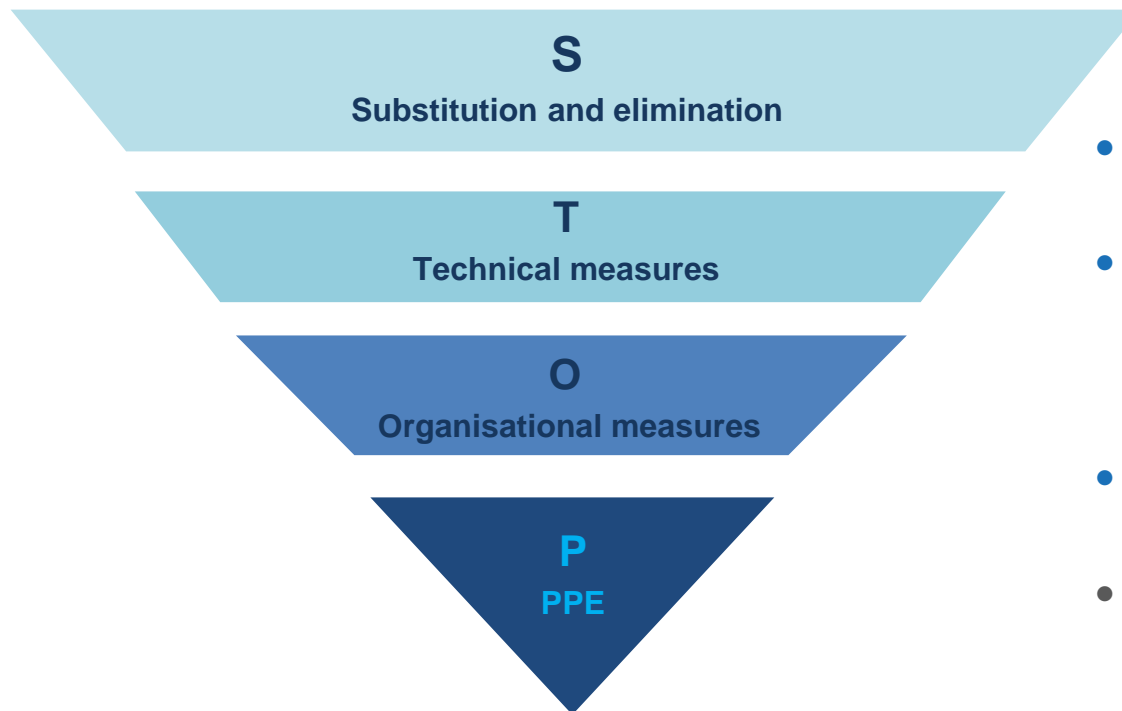 S
Substitution and elimination
T
Technical measures
O
Organisational measures
P
PPE